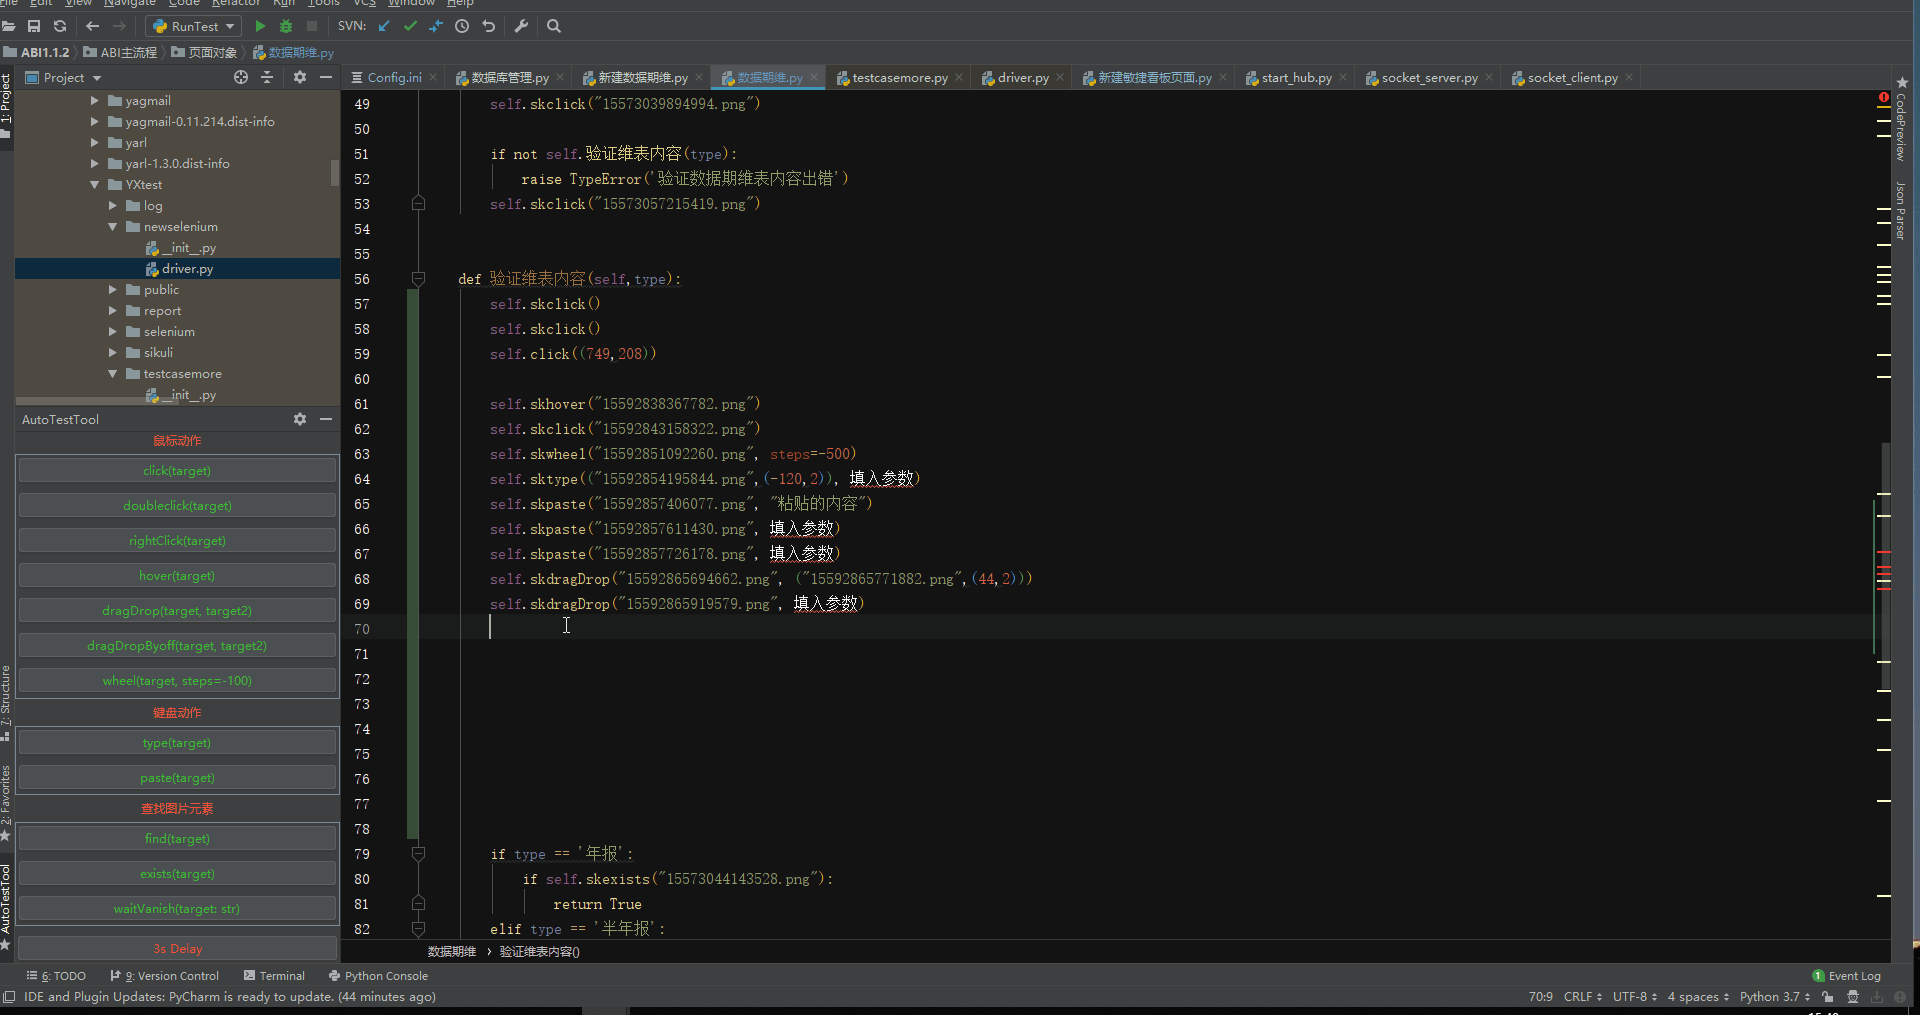 File Edit View Navigate Code Refactor Run Tools VCS Window Help
RunTest SVN:
ABI1.1.2 ABI主流程 页面对象 数据期维.py
Project
Config.ini 数据库管理.py 新建数据期维.py 数据期维.py testcasemore.py driver.py 新建敏捷看板页面.py start_hub.py socket_server.py socket_client.py
1: Project
yagmail
yagmail-0.11.214.dist-info
yarl
yarl-1.3.0.dist-info
YXtest
log
newselenium
__init__.py
driver.py
public
report
selenium
sikuli
testcasemore
__init__.py
AutoTestTool
鼠标动作
click(target)
doubleclick(target)
rightClick(target)
hover(target)
dragDrop(target, target2)
dragDropByoff(target, target2)
wheel(target, steps=-100)
键盘动作
type(target)
paste(target)
查找图片元素
find(target)
exists(target)
waitVanish(target: str)
3s Delay
7: Structure
2: Favorites
AutoTestTool
49 self.skclick("15573039894994.png")
50
51 if not self.验证维表内容(type):
52 raise TypeError('验证数据期维表内容出错')
53 self.skclick("15573057215419.png")
54
55
56 def 验证维表内容(self,type):
57 self.skclick()
58 self.skclick()
59 self.click((749,208))
60
61 self.skhover("15592838367782.png")
62 self.skclick("15592843158322.png")
63 self.skwheel("15592851092260.png", steps=-500)
64 self.sktype(("15592854195844.png",(-120,2)), 填入参数)
65 self.skpaste("15592857406077.png", "粘贴的内容")
66 self.skpaste("15592857611430.png", 填入参数)
67 self.skpaste("15592857726178.png", 填入参数)
68 self.skdragDrop("15592865694662.png", ("15592865771882.png",(44,2)))
69 self.skdragDrop("15592865919579.png", 填入参数)
70
71
72
73
74
75
76
77
78
79 if type == '年报':
80 if self.skexists("15573044143528.png"):
81 return True
82 elif type == '半年报':
数据期维 › 验证维表内容()
CodePreview
Json Parser
6: TODO 9: Version Control Terminal Python Console 1 Event Log
IDE and Plugin Updates: PyCharm is ready to update. (44 minutes ago) 70:9 CRLF UTF-8 4 spaces Python 3.7